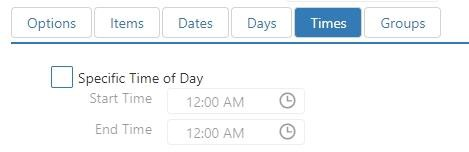 Options Items Dates Days Times Groups
Specific Time of Day
Start Time 12:00 AM
End Time 12:00 AM